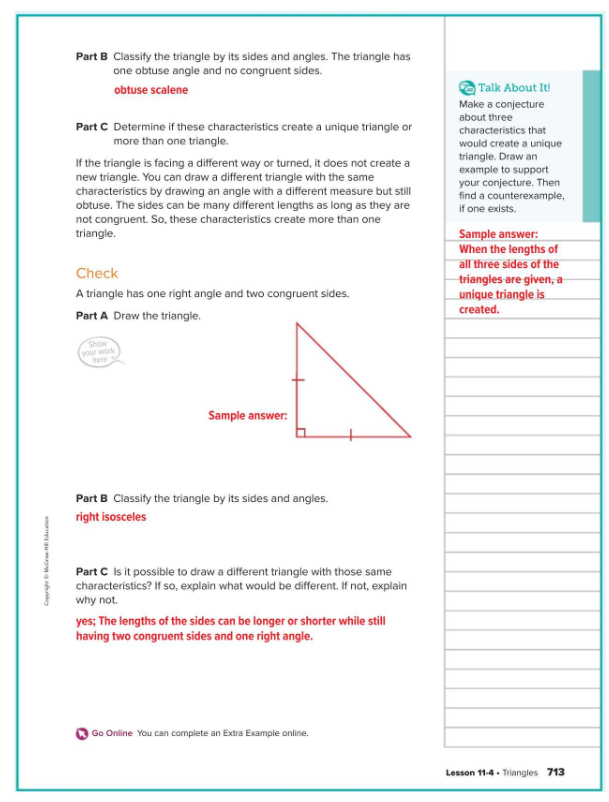 Part B Classify the triangle by its sides and angles. The triangle has
one obtuse angle and no congruent sides.
obtuse scalene
Part C Determine if these characteristics create a unique triangle or
more than one triangle.
If the triangle is facing a different way or turned, it does not create a
new triangle. You can draw a different triangle with the same
characteristics by drawing an angle with a different measure but still
obtuse. The sides can be many different lengths as long as they are
not congruent. So, these characteristics create more than one
triangle.
Check
A triangle has one right angle and two congruent sides.
Part A Draw the triangle.
Show
your work
here
Sample answer:
Part B Classify the triangle by its sides and angles.
right isosceles
Part C Is it possible to draw a different triangle with those same
characteristics? If so, explain what would be different. If not, explain
why not.
yes; The lengths of the sides can be longer or shorter while still
having two congruent sides and one right angle.
Go Online You can complete an Extra Example online.
Copyright © McGraw-Hill Education
Talk About It!
Make a conjecture
about three
characteristics that
would create a unique
triangle. Draw an
example to support
your conjecture. Then
find a counterexample,
if one exists.
Sample answer:
When the lengths of
all three sides of the
triangles are given, a
unique triangle is
created.
Lesson 11-4 • Triangles 713